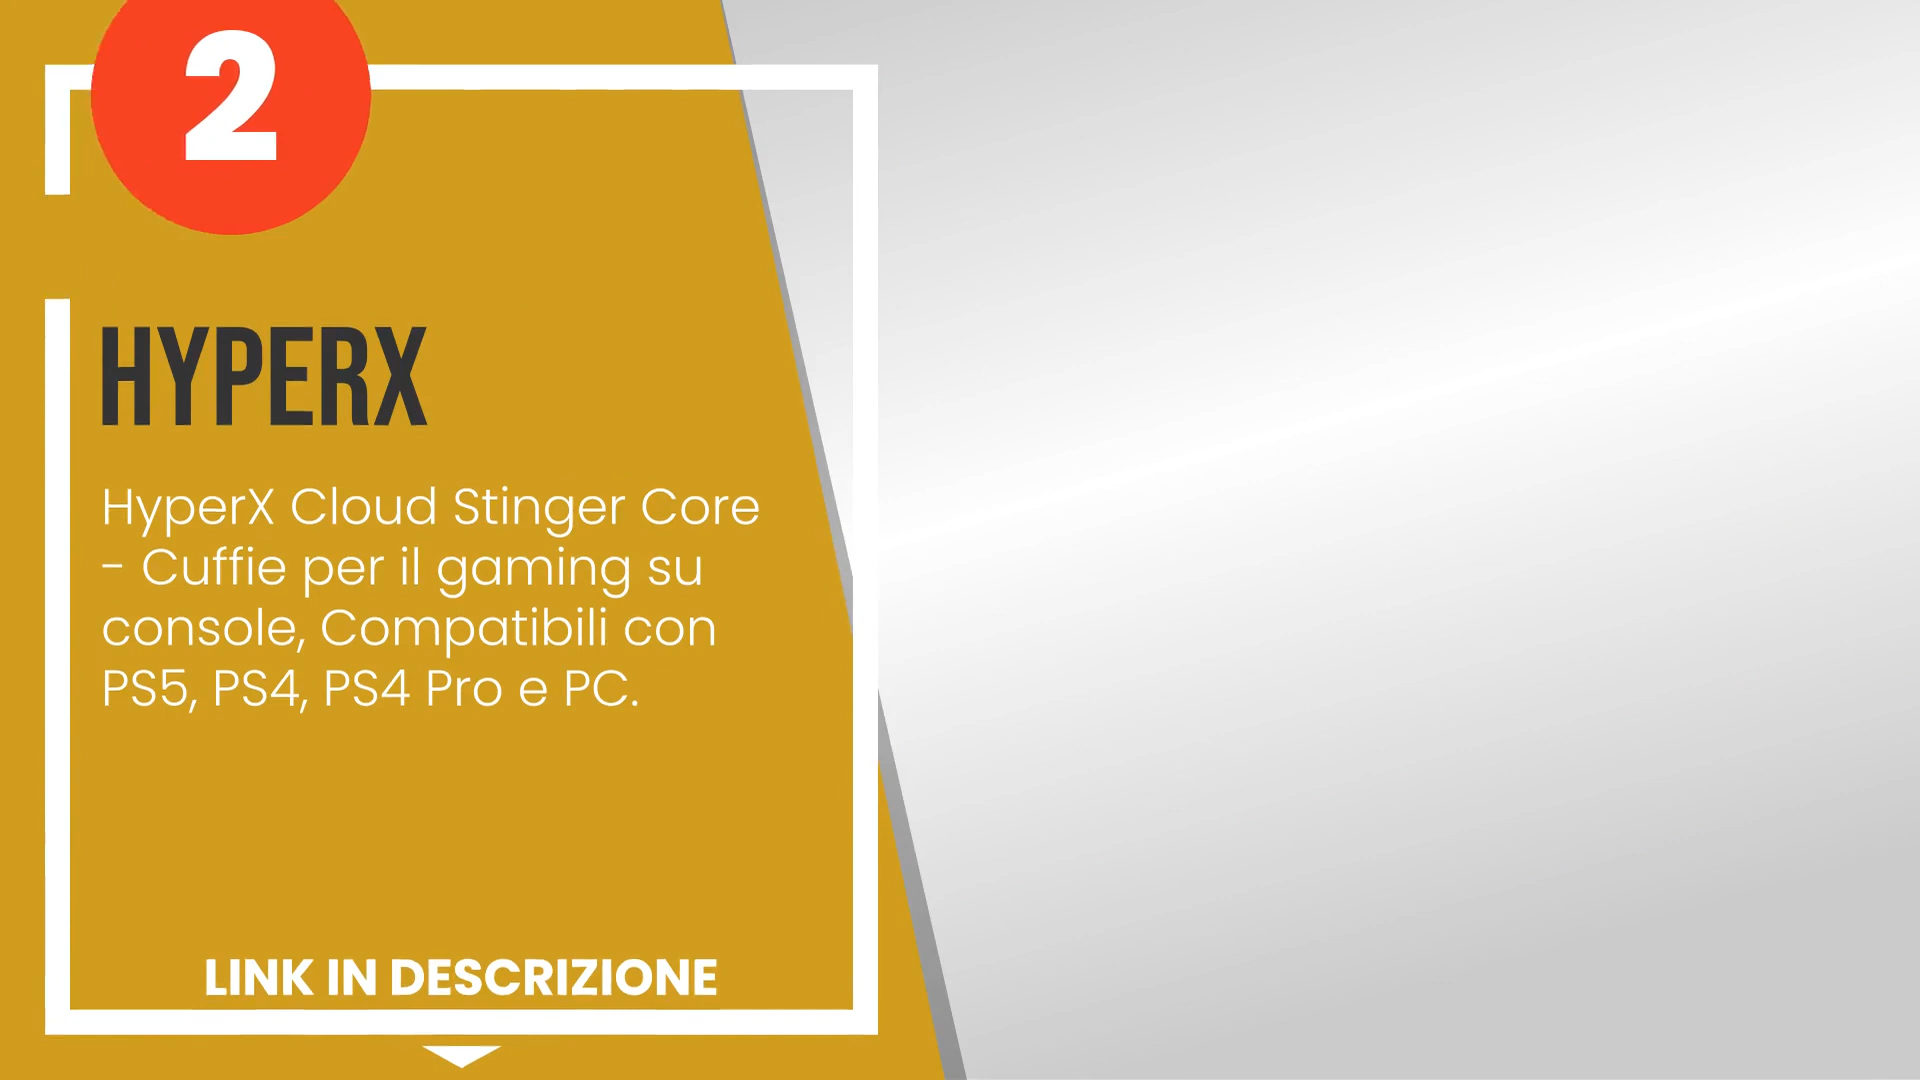 2
HYPERX
HyperX Cloud Stinger Core
- Cuffie per il gaming su
console, Compatibili con
PS5, PS4, PS4 Pro e PC.
LINK IN DESCRIZIONE